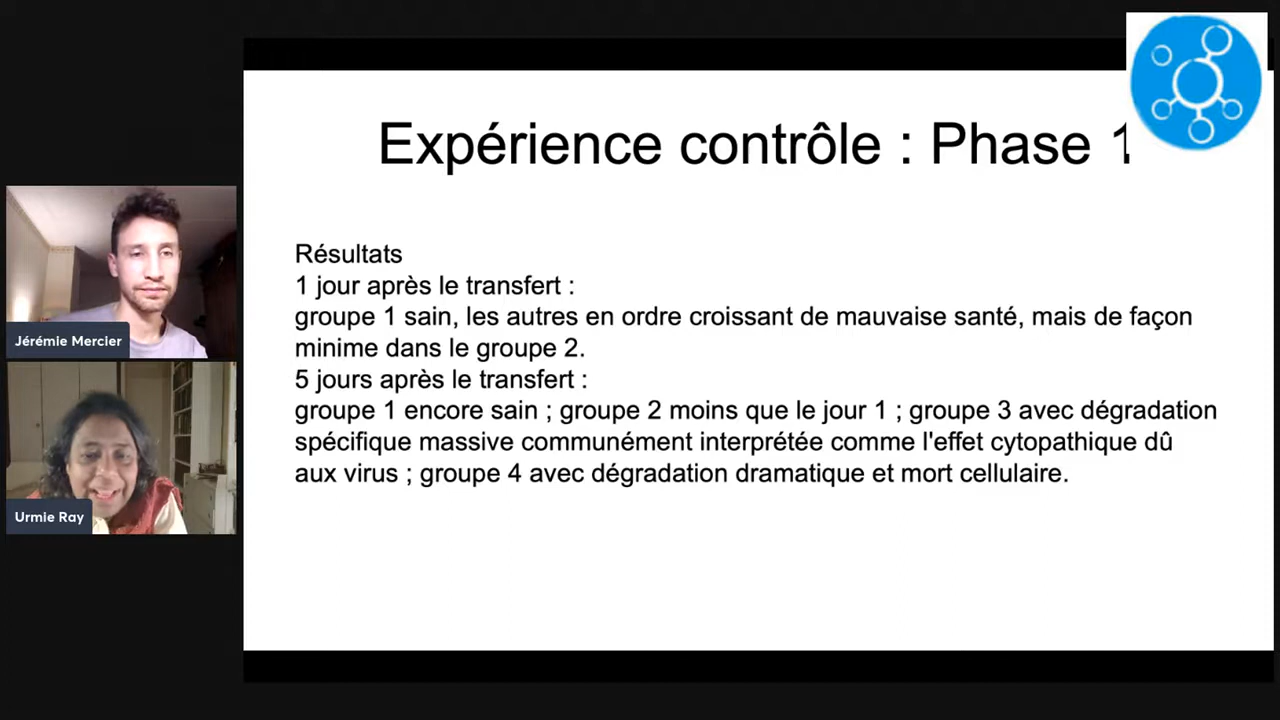 Expérience contrôle : Phase 1
Résultats
1 jour après le transfert :
groupe 1 sain, les autres en ordre croissant de mauvaise santé, mais de façon
minime dans le groupe 2.
5 jours après le transfert :
groupe 1 encore sain ; groupe 2 moins que le jour 1 ; groupe 3 avec dégradation
spécifique massive communément interprétée comme l'effet cytopathique dû
aux virus ; groupe 4 avec dégradation dramatique et mort cellulaire.
Jérémie Mercier
Urmie Ray